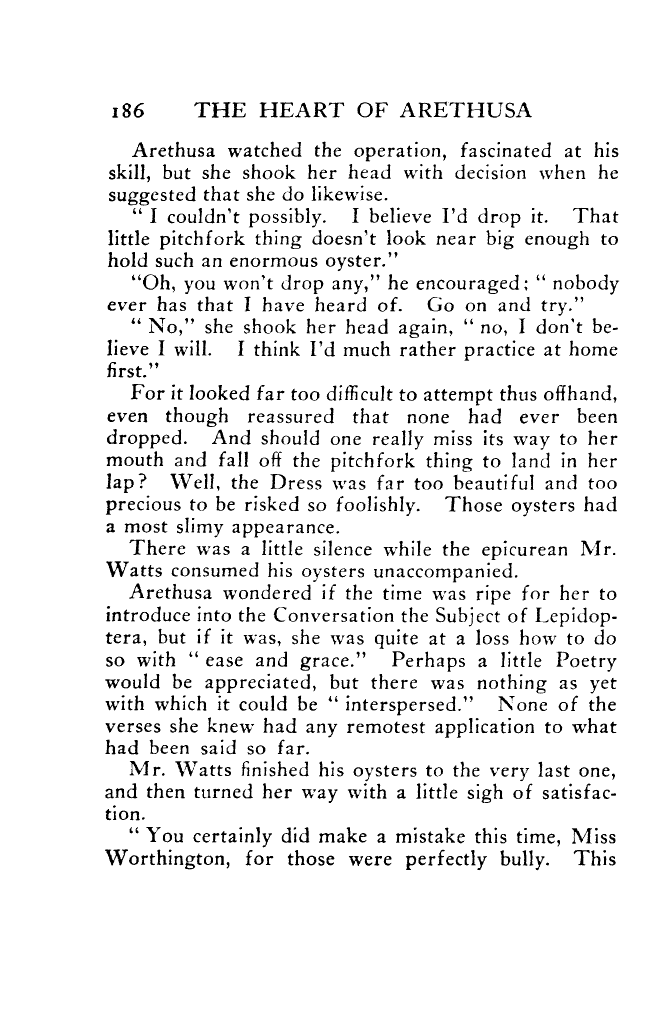 186 THE HEART OF ARETHUSA
Arethusa watched the operation, fascinated at his
skill, but she shook her head with decision when he
suggested that she do likewise.
" I couldn't possibly. I believe I'd drop it. That
little pitchfork thing doesn't look near big enough to
hold such an enormous oyster."
"Oh, you won't drop any," he encouraged; " nobody
ever has that I have heard of. Go on and try."
" No," she shook her head again, " no, I don't be-
lieve I will. I think I'd much rather practice at home
first."
For it looked far too difficult to attempt thus offhand,
even though reassured that none had ever been
dropped. And should one really miss its way to her
mouth and fall off the pitchfork thing to land in her
lap? Well, the Dress was far too beautiful and too
precious to be risked so foolishly. Those oysters had
a most slimy appearance.
There was a little silence while the epicurean Mr.
Watts consumed his oysters unaccompanied.
Arethusa wondered if the time was ripe for her to
introduce into the Conversation the Subject of Lepidop-
tera, but if it was, she was quite at a loss how to do
so with " ease and grace." Perhaps a little Poetry
would be appreciated, but there was nothing as yet
with which it could be " interspersed." None of the
verses she knew had any remotest application to what
had been said so far.
Mr. Watts finished his oysters to the very last one,
and then turned her way with a little sigh of satisfac-
tion.
" You certainly did make a mistake this time, Miss
Worthington, for those were perfectly bully. This